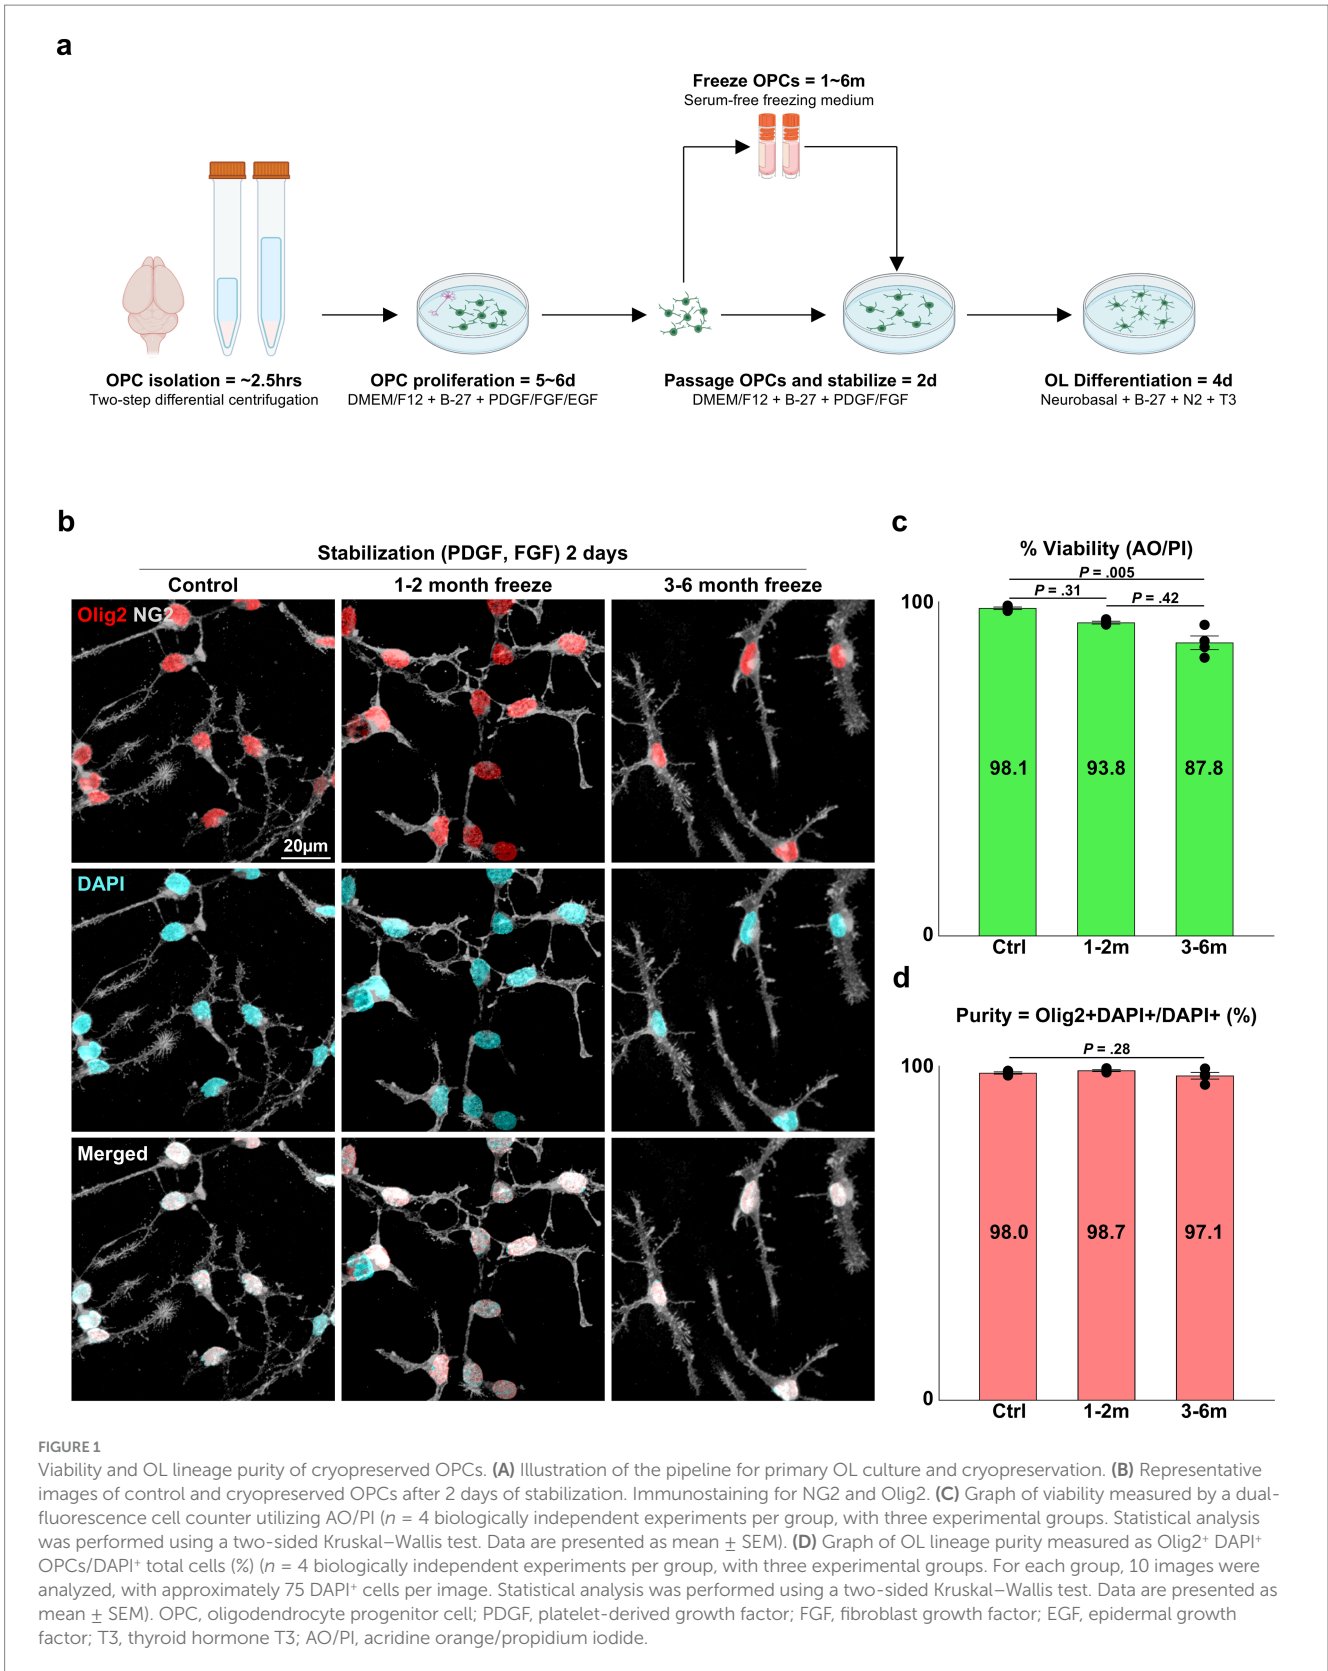 a
Freeze OPCs = 1~6m
Serum-free freezing medium
OPC isolation = ~2.5hrs
Two-step differential centrifugation
OPC proliferation = 5~6d
DMEM/F12 + B-27 + PDGF/FGF/EGF
Passage OPCs and stabilize = 2d
DMEM/F12 + B-27 + PDGF/FGF
OL Differentiation = 4d
Neurobasal + B-27 + N2 + T3
b
Stabilization (PDGF, FGF) 2 days
Control
1-2 month freeze
3-6 month freeze
Olig2 NG2
20µm
DAPI
Merged
c
% Viability (AO/PI)
P = .005
P = .31
P = .42
100
98.1
93.8
87.8
0
Ctrl
1-2m
3-6m
d
Purity = Olig2+DAPI+/DAPI+ (%)
P = .28
100
98.0
98.7
97.1
0
Ctrl
1-2m
3-6m
FIGURE 1
Viability and OL lineage purity of cryopreserved OPCs. (A) Illustration of the pipeline for primary OL culture and cryopreservation. (B) Representative
images of control and cryopreserved OPCs after 2 days of stabilization. Immunostaining for NG2 and Olig2. (C) Graph of viability measured by a dual-
fluorescence cell counter utilizing AO/PI (n = 4 biologically independent experiments per group, with three experimental groups. Statistical analysis
was performed using a two-sided Kruskal–Wallis test. Data are presented as mean ± SEM). (D) Graph of OL lineage purity measured as Olig2⁺ DAPI⁺
OPCs/DAPI⁺ total cells (%) (n = 4 biologically independent experiments per group, with three experimental groups. For each group, 10 images were
analyzed, with approximately 75 DAPI⁺ cells per image. Statistical analysis was performed using a two-sided Kruskal–Wallis test. Data are presented as
mean ± SEM). OPC, oligodendrocyte progenitor cell; PDGF, platelet-derived growth factor; FGF, fibroblast growth factor; EGF, epidermal growth
factor; T3, thyroid hormone T3; AO/PI, acridine orange/propidium iodide.